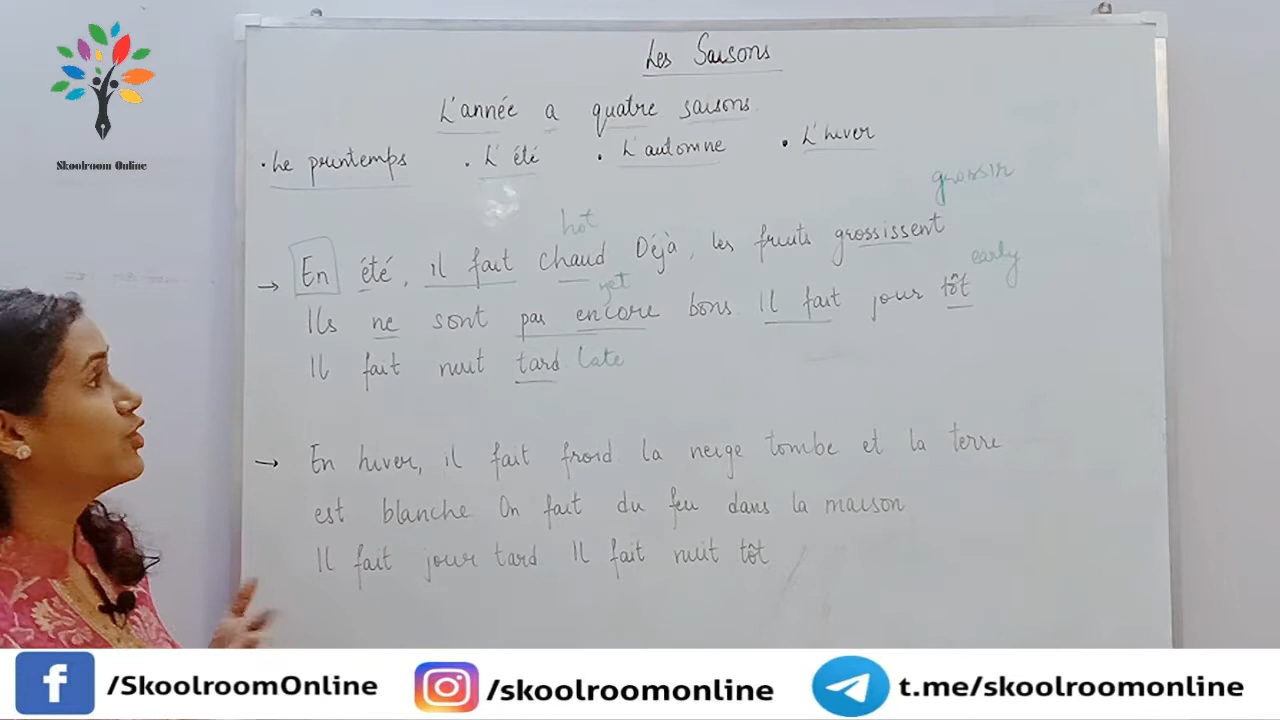 Les Saisons
L'année a quatre saisons.
. Le printemps . L'été . L'automne . L'hiver
grossir
hot
→ En été, il fait chaud Déjà, les fruits grossissent
yet early
Ils ne sont pas encore bons Il fait jour tôt
Il fait nuit tard late
→ En hiver, il fait froid la neige tombe et la terre
est blanche On fait du feu dans la maison
Il fait jour tard Il fait nuit tôt
Skoolroom Online
/SkoolroomOnline
/skoolroomonline
t.me/skoolroomonline